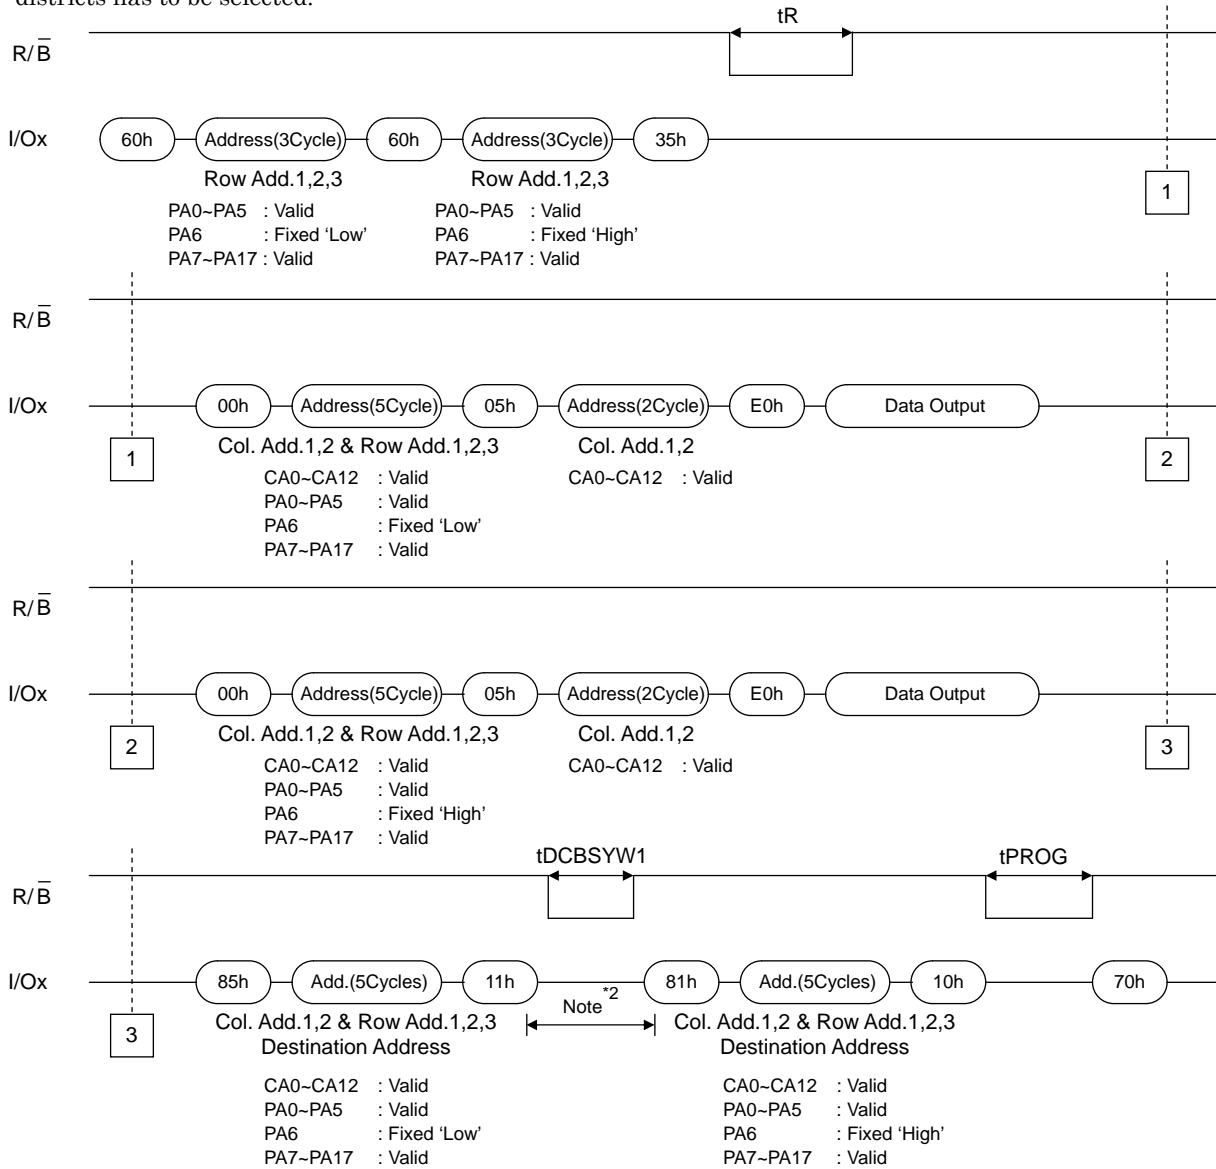 districts has to be selected.
tR
R/B̅
I/Ox 60h Address(3Cycle) 60h Address(3Cycle) 35h
Row Add.1,2,3 Row Add.1,2,3
1
PA0~PA5 : Valid PA0~PA5 : Valid
PA6 : Fixed ‘Low’ PA6 : Fixed ‘High’
PA7~PA17 : Valid PA7~PA17 : Valid
R/B̅
I/Ox 00h Address(5Cycle) 05h Address(2Cycle) E0h Data Output
Col. Add.1,2 & Row Add.1,2,3 Col. Add.1,2
1 2
CA0~CA12 : Valid CA0~CA12 : Valid
PA0~PA5 : Valid
PA6 : Fixed ‘Low’
PA7~PA17 : Valid
R/B̅
I/Ox 00h Address(5Cycle) 05h Address(2Cycle) E0h Data Output
Col. Add.1,2 & Row Add.1,2,3 Col. Add.1,2
2 3
CA0~CA12 : Valid CA0~CA12 : Valid
PA0~PA5 : Valid
PA6 : Fixed ‘High’
PA7~PA17 : Valid
tDCBSYW1 tPROG
R/B̅
I/Ox 85h Add.(5Cycles) 11h 81h Add.(5Cycles) 10h 70h
Note*2
Col. Add.1,2 & Row Add.1,2,3 Col. Add.1,2 & Row Add.1,2,3
3
Destination Address Destination Address
CA0~CA12 : Valid CA0~CA12 : Valid
PA0~PA5 : Valid PA0~PA5 : Valid
PA6 : Fixed ‘Low’ PA6 : Fixed ‘High’
PA7~PA17 : Valid PA7~PA17 : Valid